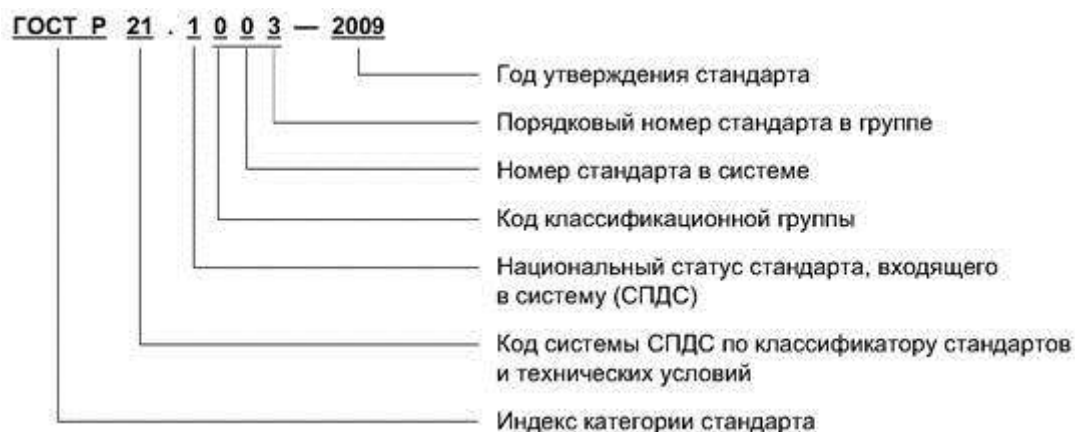 ГОСТ Р 21 . 1 0 0 3 — 2009
Год утверждения стандарта
Порядковый номер стандарта в группе
Номер стандарта в системе
Код классификационной группы
Национальный статус стандарта, входящего
в систему (СПДС)
Код системы СПДС по классификатору стандартов
и технических условий
Индекс категории стандарта